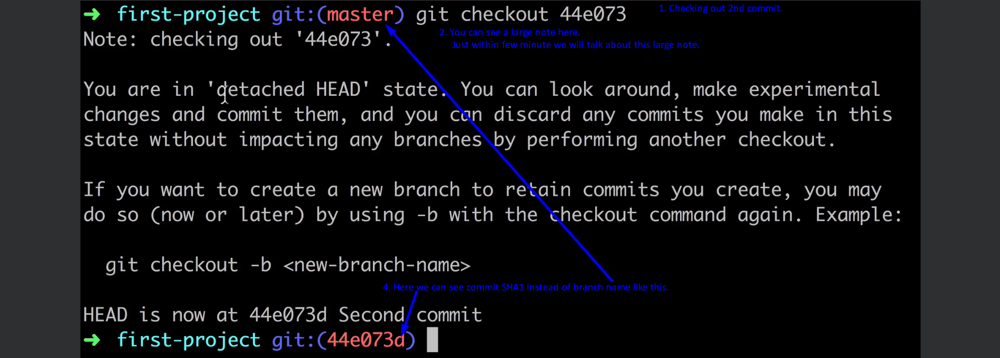 ➜ first-project git:(master) git checkout 44e073
1. Checking out 2nd commit.
Note: checking out '44e073'.
2. You can see a large note here.
Just within few minute we will talk about this large note.
You are in 'detached HEAD' state. You can look around, make experimental
changes and commit them, and you can discard any commits you make in this
state without impacting any branches by performing another checkout.
If you want to create a new branch to retain commits you create, you may
do so (now or later) by using -b with the checkout command again. Example:
git checkout -b <new-branch-name>
4. Here we can see commit SHA1 instead of branch name like this.
HEAD is now at 44e073d Second commit
➜ first-project git:(44e073d)